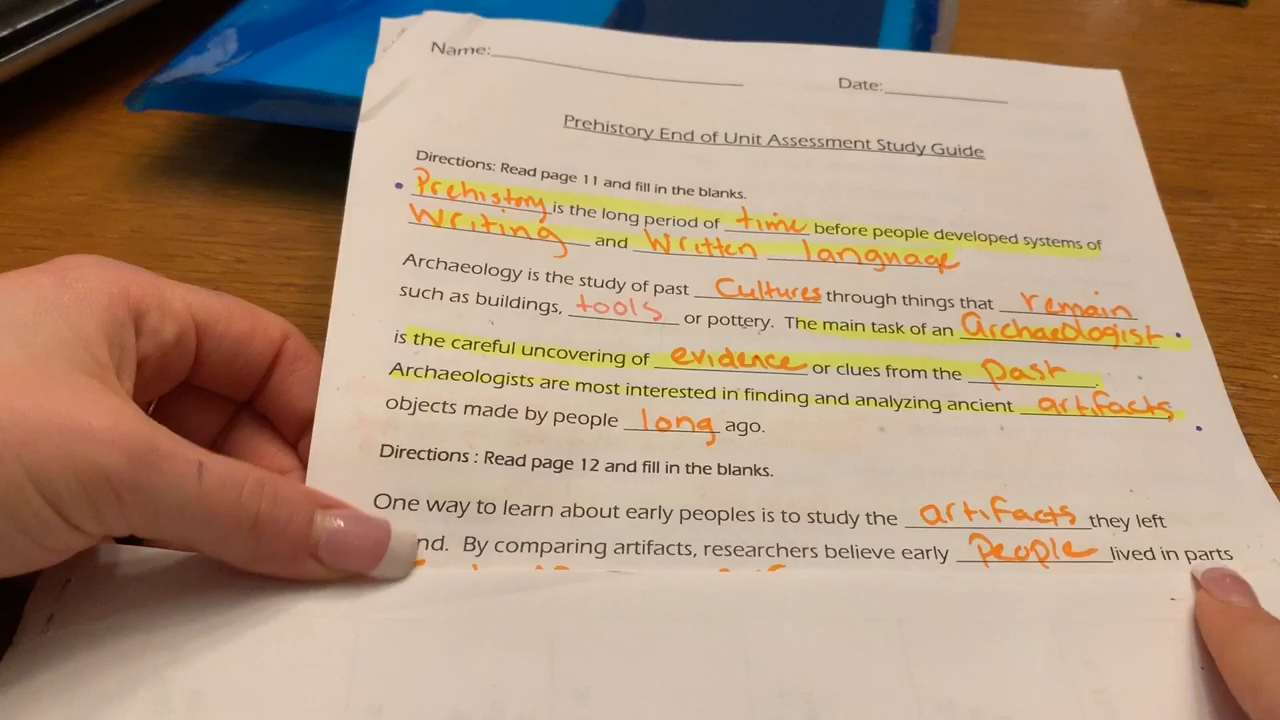 Name: Date:
Prehistory End of Unit Assessment Study Guide
Directions: Read page 11 and fill in the blanks.
Prehistory is the long period of time before people developed systems of
Writing and Written language
Archaeology is the study of past Cultures through things that remain
such as buildings, tools or pottery. The main task of an Archaeologist
is the careful uncovering of evidence or clues from the past.
Archaeologists are most interested in finding and analyzing ancient artifacts,
objects made by people long ago.
Directions : Read page 12 and fill in the blanks.
One way to learn about early peoples is to study the artifacts they left
nd. By comparing artifacts, researchers believe early People lived in parts